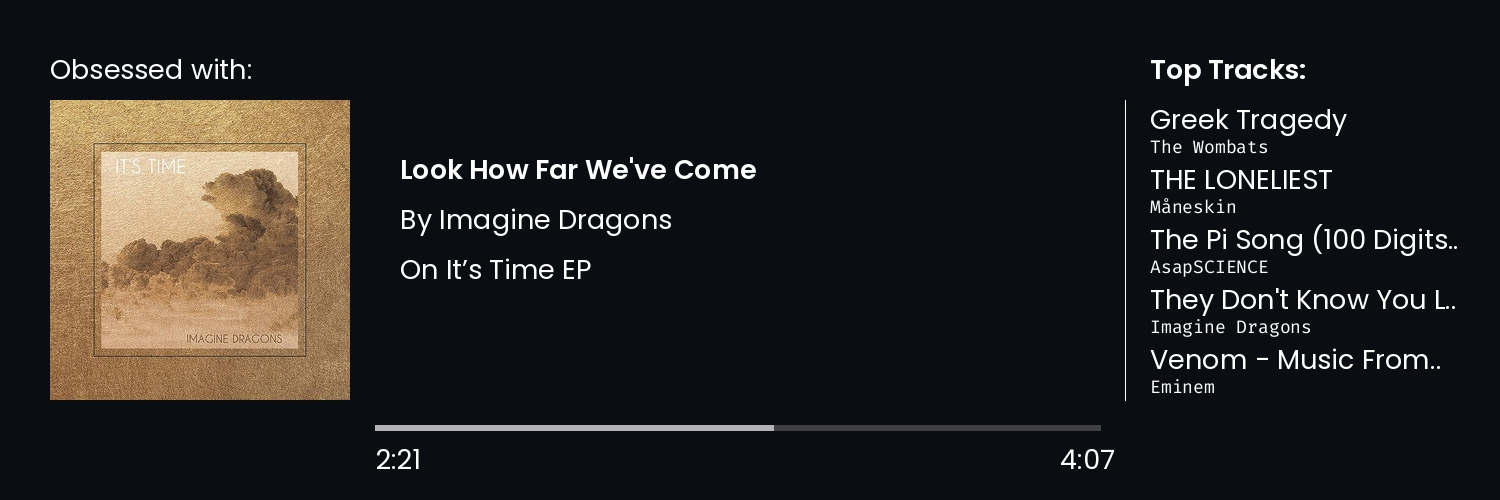 Obsessed with:
IT'S TIME
IMAGINE DRAGONS
Look How Far We've Come
By Imagine Dragons
On It’s Time EP
2:21
4:07
Top Tracks:
Greek Tragedy
The Wombats
THE LONELIEST
Måneskin
The Pi Song (100 Digits..
AsapSCIENCE
They Don't Know You L..
Imagine Dragons
Venom - Music From..
Eminem